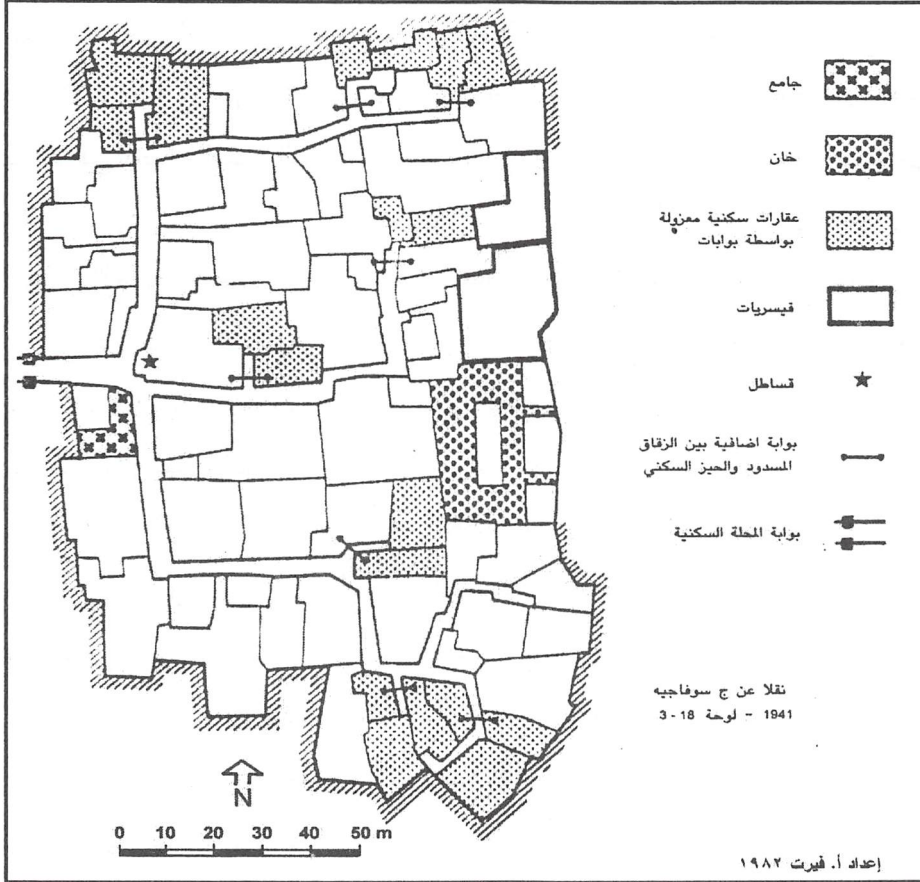 جامع
خان
عقارات سكنية معزولة
بواسطة بوابات
قيسريات
قساطل
بوابة اضافية بين الزقاق
المسدود والحيز السكني
بوابة المحلة السكنية
نقلا عن ج سوفاجيه
1941 - لوحة 18 - 3
N
0 10 20 30 40 50 m
إعداد أ. فيرت ١٩٨٢